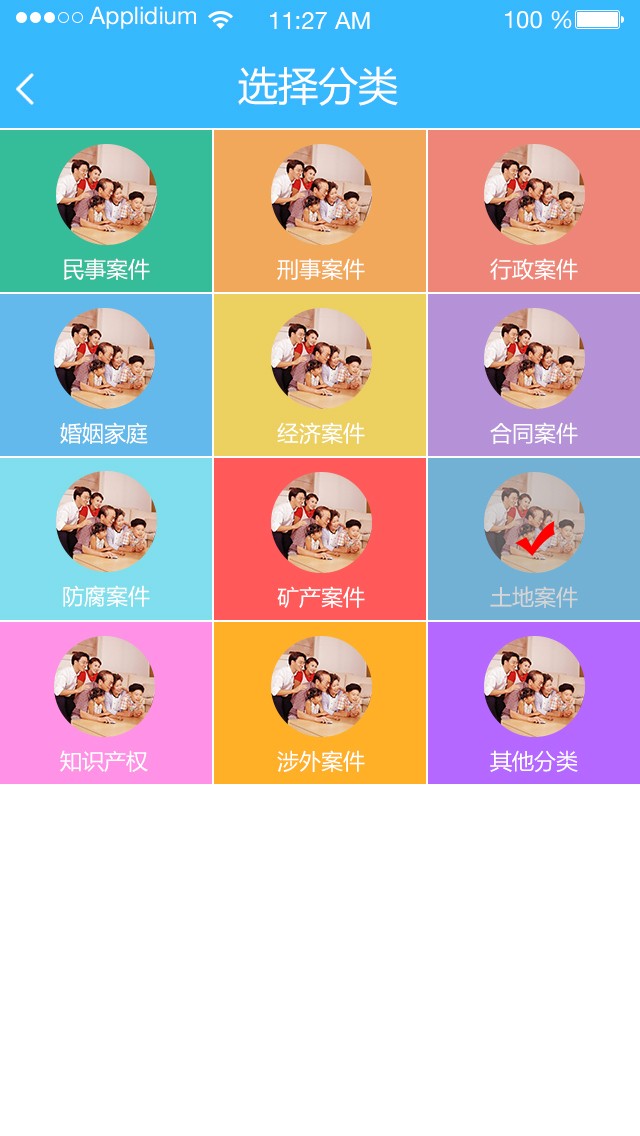 Applidium 11:27 AM 100 %
选择分类
民事案件 刑事案件 行政案件
婚姻家庭 经济案件 合同案件
防腐案件 矿产案件 土地案件
知识产权 涉外案件 其他分类